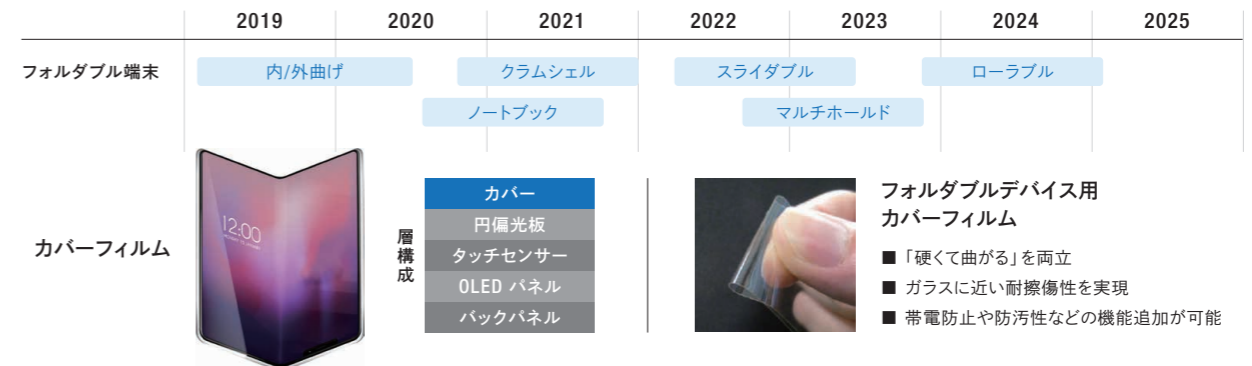 2019 2020 2021 2022 2023 2024 2025
フォルダブル端末
内/外曲げ クラムシェル スライダブル ローラブル
ノートブック マルチホールド
カバーフィルム
12:00
層構成
カバー
円偏光板
タッチセンサー
OLED パネル
バックパネル
フォルダブルデバイス用
カバーフィルム
■ 「硬くて曲がる」を両立
■ ガラスに近い耐擦傷性を実現
■ 帯電防止や防汚性などの機能追加が可能